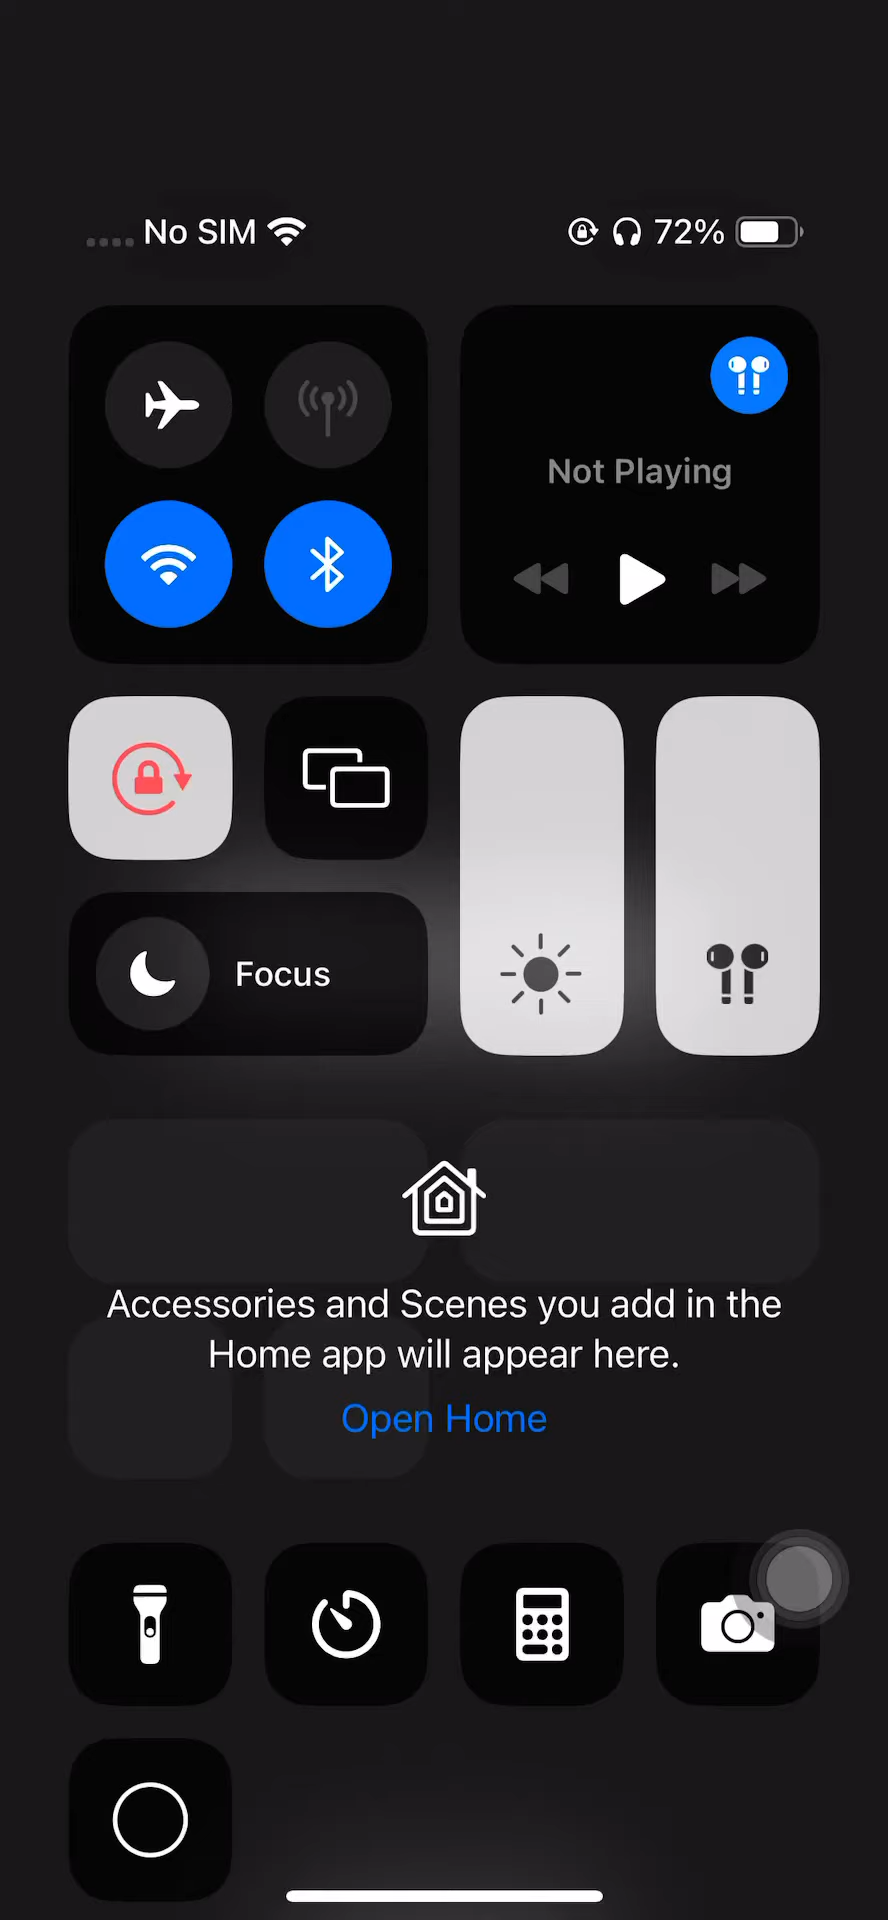 No SIM
72%
Not Playing
Focus
Accessories and Scenes you add in the
Home app will appear here.
Open Home